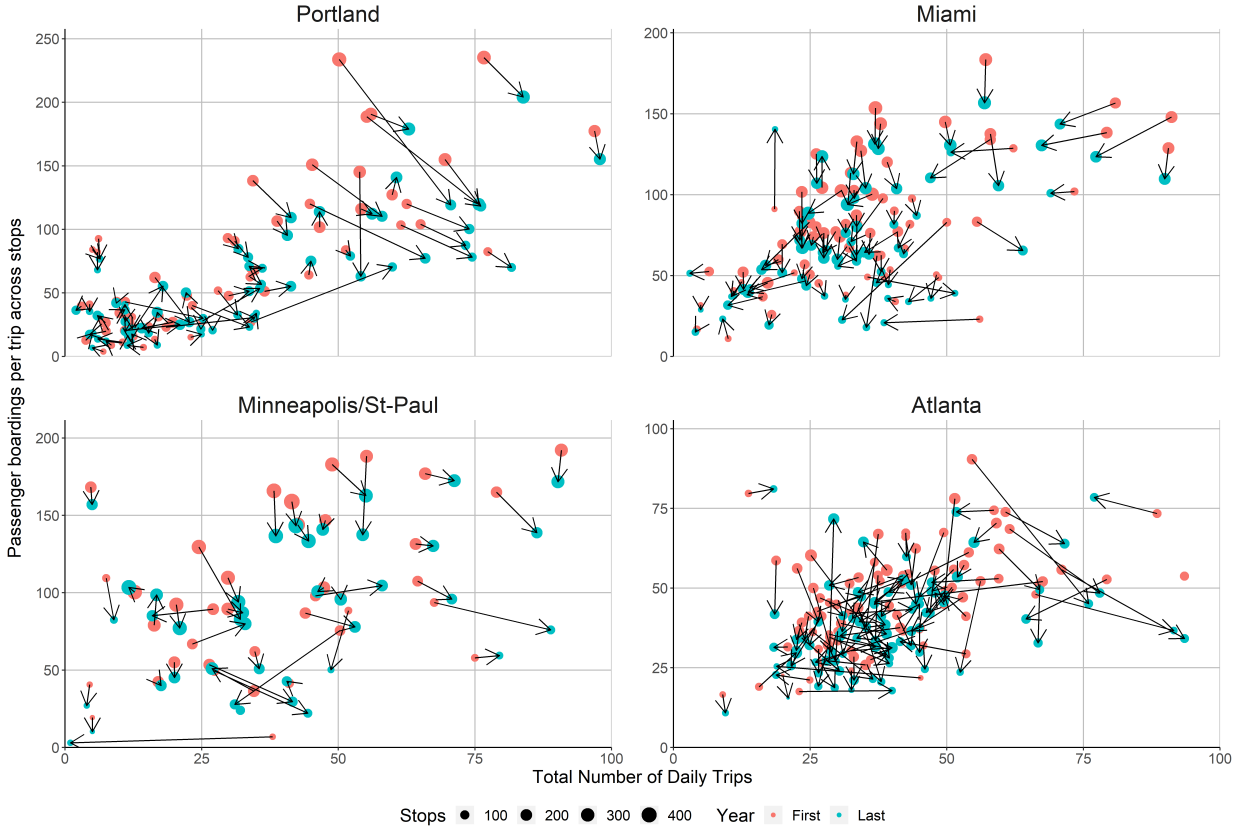 Portland
Miami
250
200
150
100
50
0
200
150
100
50
0
Passenger boardings per trip across stops
Minneapolis/St-Paul
Atlanta
200
150
100
50
0
100
75
50
25
0
0 25 50 75 100
0 25 50 75 100
Total Number of Daily Trips
Stops 100 200 300 400 Year First Last